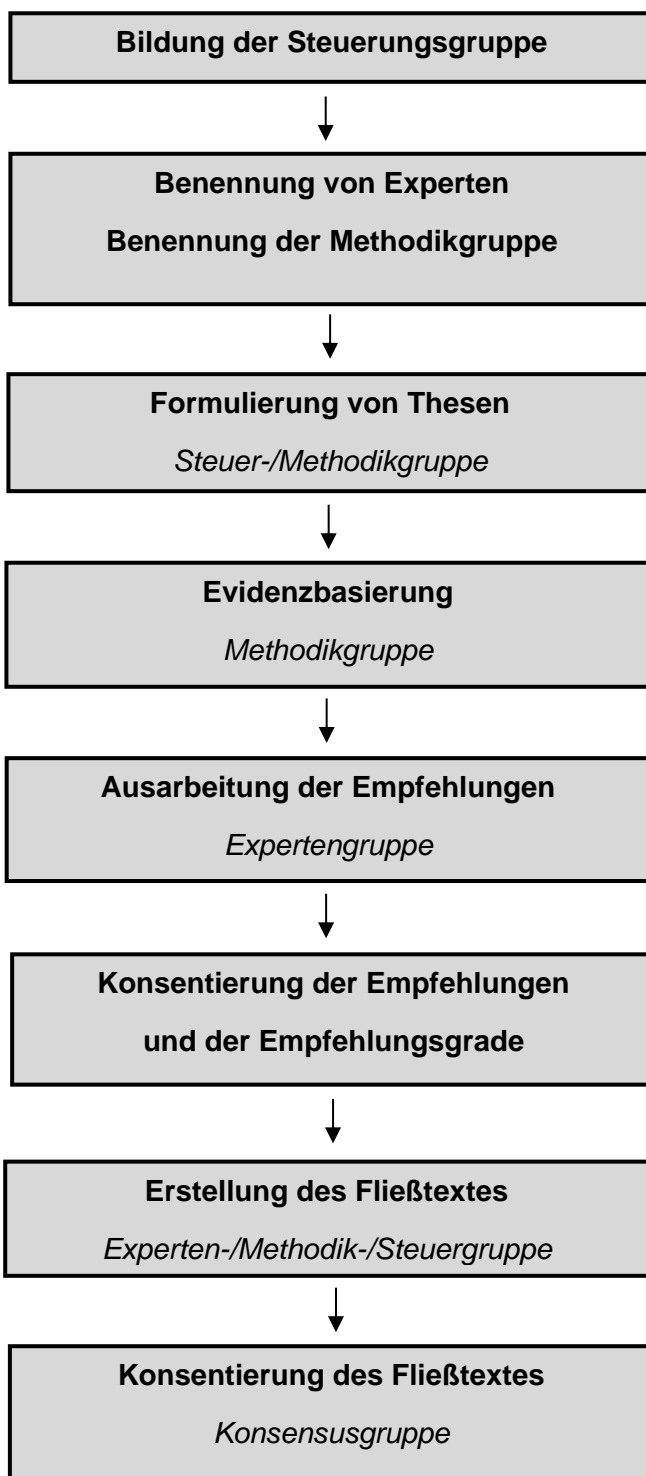 Bildung der Steuerungsgruppe
Benennung von Experten
Benennung der Methodikgruppe
Formulierung von Thesen
Steuer-/Methodikgruppe
Evidenzbasierung
Methodikgruppe
Ausarbeitung der Empfehlungen
Expertengruppe
Konsentierung der Empfehlungen
und der Empfehlungsgrade
Erstellung des Fließtextes
Experten-/Methodik-/Steuergruppe
Konsentierung des Fließtextes
Konsensusgruppe